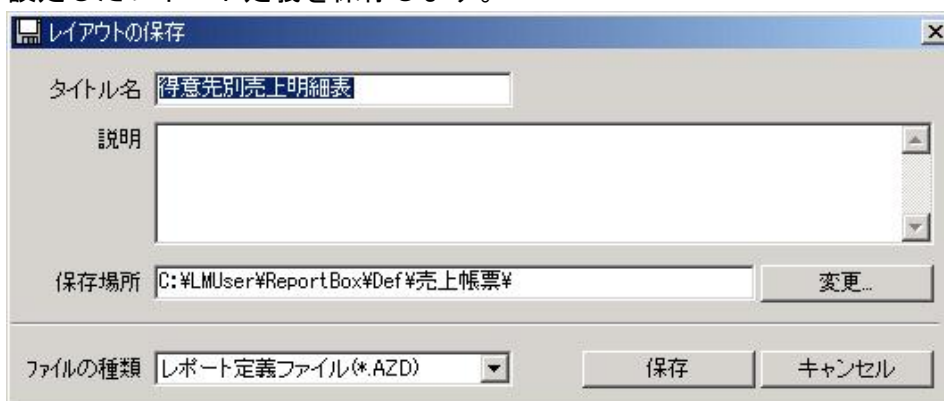 レイアウトの保存
タイトル名 得意先別売上明細表
説明
保存場所 C:¥LMUser¥ReportBox¥Def¥売上帳票¥ 変更...
ファイルの種類 レポート定義ファイル(*.AZD) 保存 キャンセル